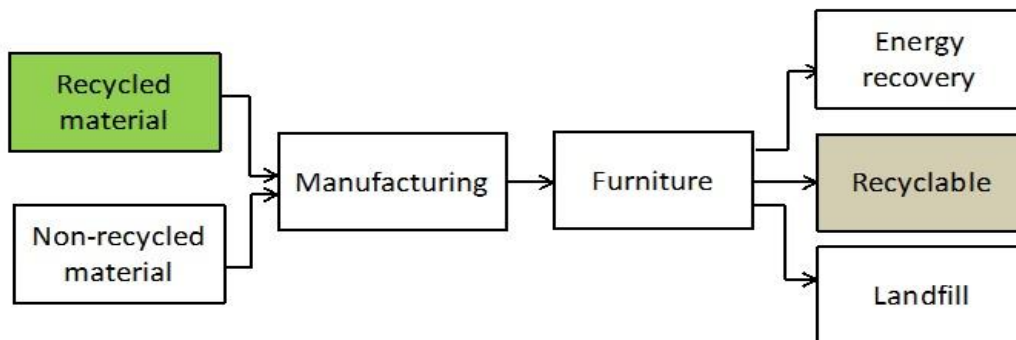 Recycled
material
Non-recycled
material
Manufacturing
Furniture
Energy
recovery
Recyclable
Landfill